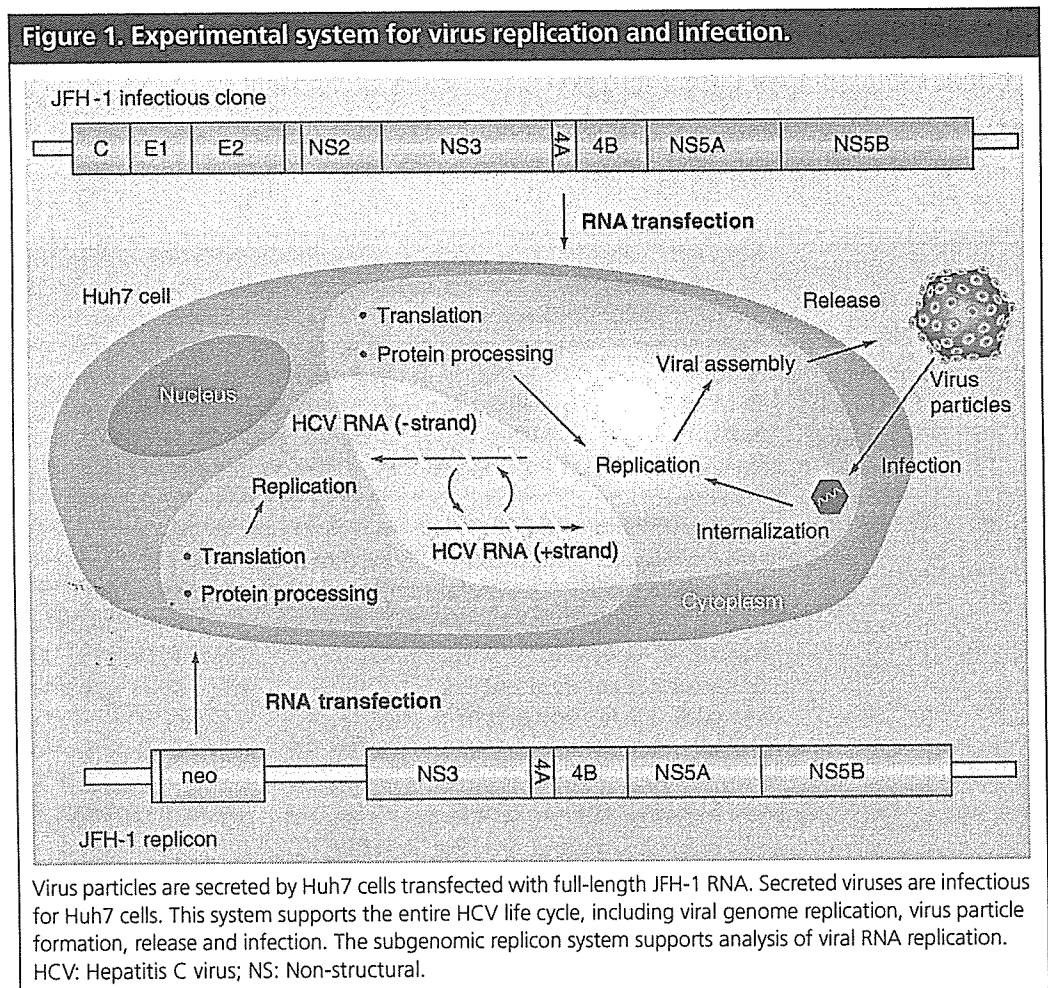 Figure 1. Experimental system for virus replication and infection.
JFH-1 infectious clone
C E1 E2 NS2 NS3 4A 4B NS5A NS5B
RNA transfection
Huh7 cell
Release
• Translation
• Protein processing
Viral assembly
Nucleus
Virus
particles
HCV RNA (-strand)
Replication
Infection
Replication
Internalization
HCV RNA (+strand)
• Translation
• Protein processing
Cytoplasm
RNA transfection
neo NS3 4A 4B NS5A NS5B
JFH-1 replicon
Virus particles are secreted by Huh7 cells transfected with full-length JFH-1 RNA. Secreted viruses are infectious
for Huh7 cells. This system supports the entire HCV life cycle, including viral genome replication, virus particle
formation, release and infection. The subgenomic replicon system supports analysis of viral RNA replication.
HCV: Hepatitis C virus; NS: Non-structural.